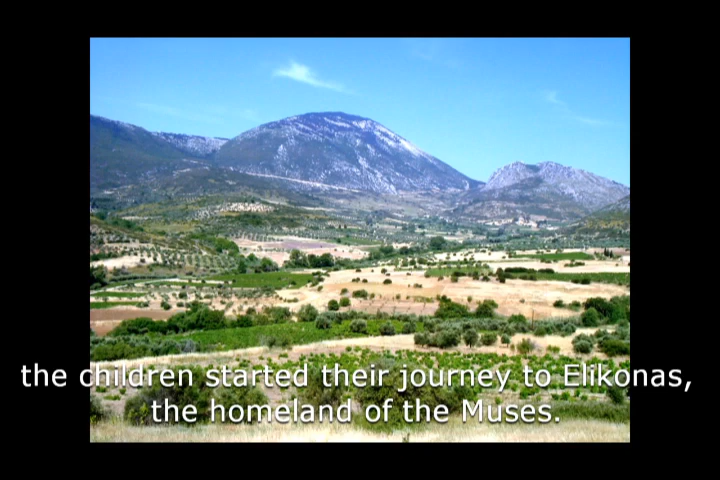 the children started their journey to Elikonas,
the homeland of the Muses.